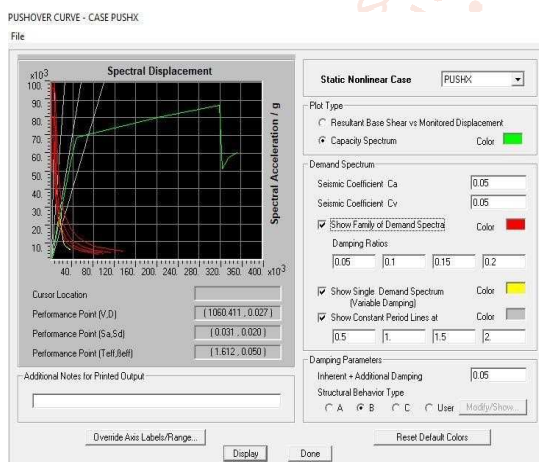 PUSHOVER CURVE - CASE PUSHX
File
x10³
Spectral Displacement
100.
90.
80.
70.
60.
50.
40.
30.
20.
10.
Spectral Acceleration / g
40. 80. 120. 160. 200. 240. 280. 320. 360. 400. x10³
Cursor Location
Performance Point (V,D) (1060.411 , 0.027 )
Performance Point (Sa,Sd) ( 0.031 , 0.020 )
Performance Point (Teff,βeff) ( 1.612 , 0.050 )
Additional Notes for Printed Output
Override Axis Labels/Range...
Static Nonlinear Case PUSHX
Plot Type
Resultant Base Shear vs Monitored Displacement
Capacity Spectrum Color
Demand Spectrum
Seismic Coefficient Ca 0.05
Seismic Coefficient Cv 0.05
Show Family of Demand Spectra Color
Damping Ratios
0.05 0.1 0.15 0.2
Show Single Demand Spectrum Color
(Variable Damping)
Show Constant Period Lines at Color
0.5 1. 1.5 2.
Damping Parameters
Inherent + Additional Damping 0.05
Structural Behavior Type
A B C User Modify/Show...
Reset Default Colors
Display Done